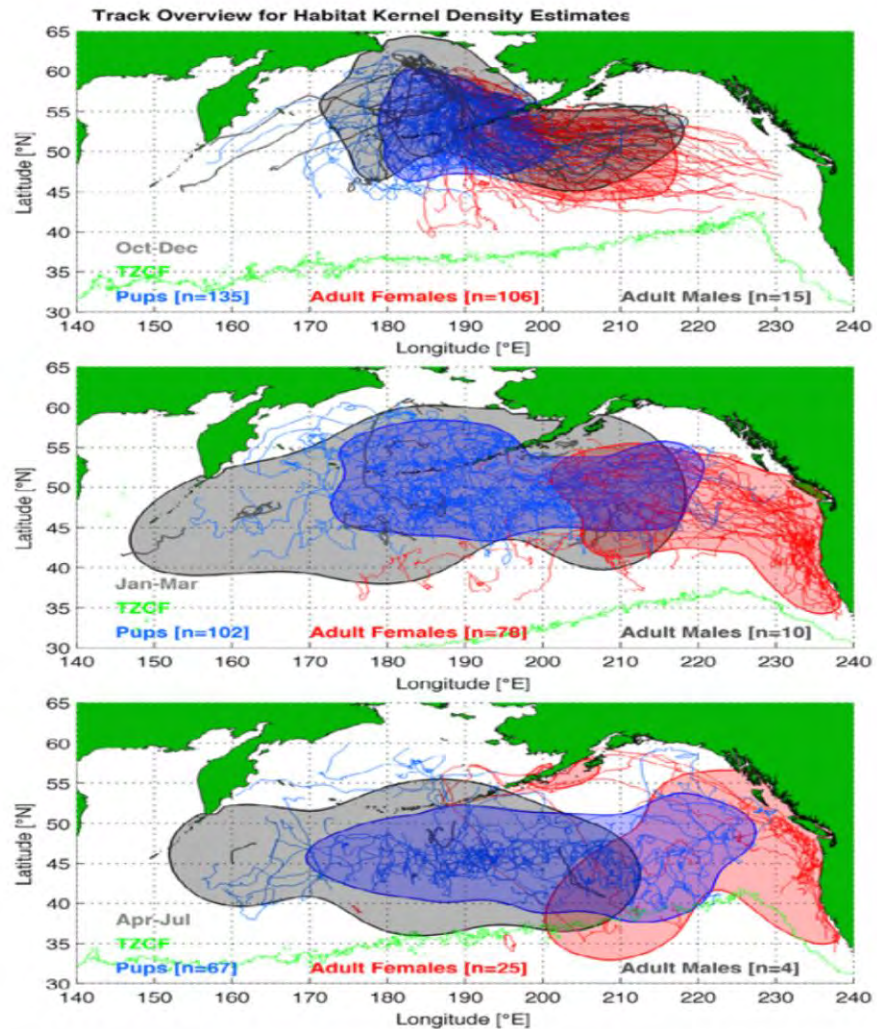 Track Overview for Habitat Kernel Density Estimates
65
60
55
50
45
40
35
30
Latitude [°N]
Oct-Dec
TZCF
Pups [n=135] Adult Females [n=106] Adult Males [n=15]
140 150 160 170 180 190 200 210 220 230 240
Longitude [°E]
65
60
55
50
45
40
35
30
Latitude [°N]
Jan-Mar
TZCF
Pups [n=102] Adult Females [n=78] Adult Males [n=10]
140 150 160 170 180 190 200 210 220 230 240
Longitude [°E]
65
60
55
50
45
40
35
30
Latitude [°N]
Apr-Jul
TZCF
Pups [n=67] Adult Females [n=25] Adult Males [n=4]
140 150 160 170 180 190 200 210 220 230 240
Longitude [°E]